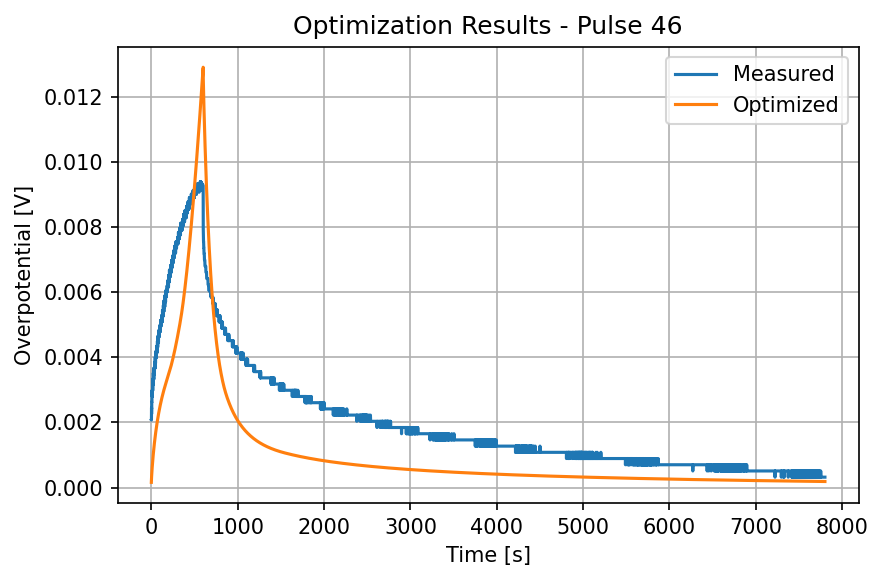 Optimization Results - Pulse 46
Measured
Optimized
Overpotential [V]
0.012
0.010
0.008
0.006
0.004
0.002
0.000
0 1000 2000 3000 4000 5000 6000 7000 8000
Time [s]